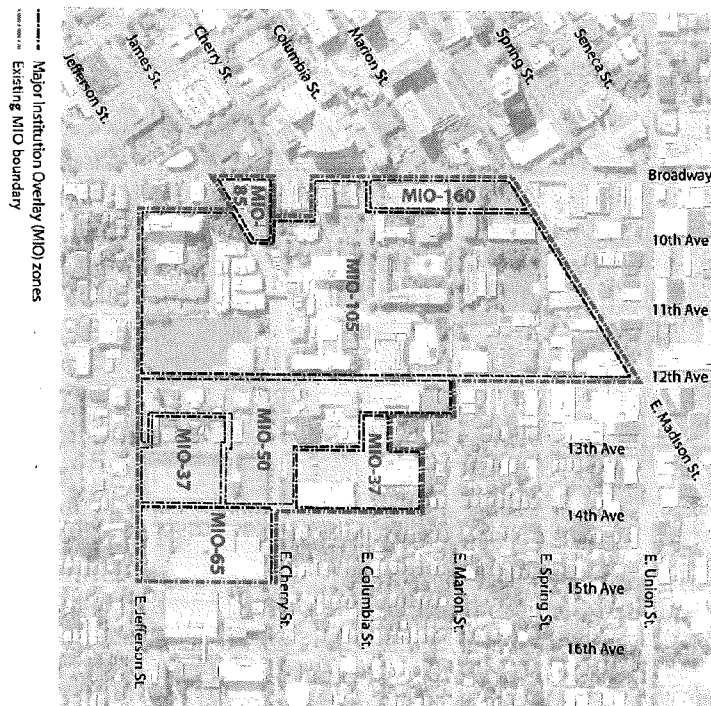 Jefferson St.
James St.
Cherry St.
Columbia St.
Marion St.
Spring St.
Seneca St.
Broadway
10th Ave
11th Ave
12th Ave
E. Madison St.
13th Ave
14th Ave
15th Ave
16th Ave
E. Union St.
E. Spring St.
E. Marion St.
E. Columbia St.
E. Cherry St.
E. Jefferson St.
MIO-160
MIO-
85
MIO-105
MIO-50
MIO-37
MIO-37
MIO-65
Major Institution Overlay (MIO) zones
Existing MIO boundary